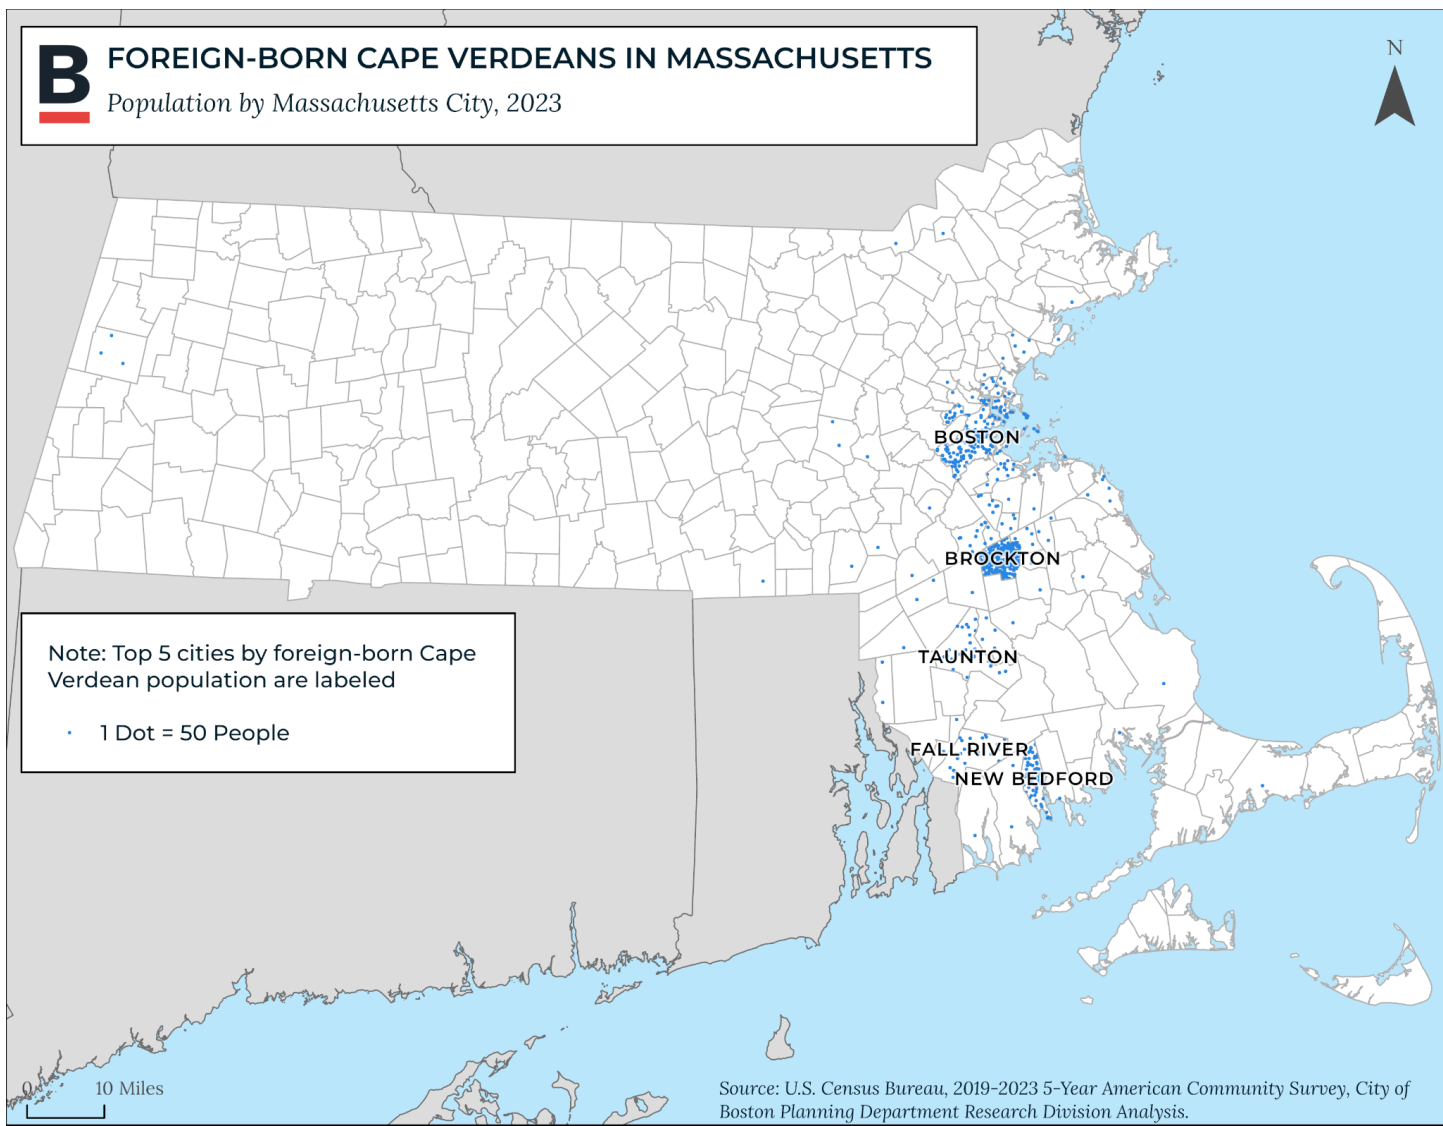 B
FOREIGN-BORN CAPE VERDEANS IN MASSACHUSETTS
Population by Massachusetts City, 2023
N
BOSTON
BROCKTON
TAUNTON
FALL RIVER
NEW BEDFORD
Note: Top 5 cities by foreign-born Cape
Verdean population are labeled
1 Dot = 50 People
0 10 Miles
Source: U.S. Census Bureau, 2019-2023 5-Year American Community Survey, City of
Boston Planning Department Research Division Analysis.